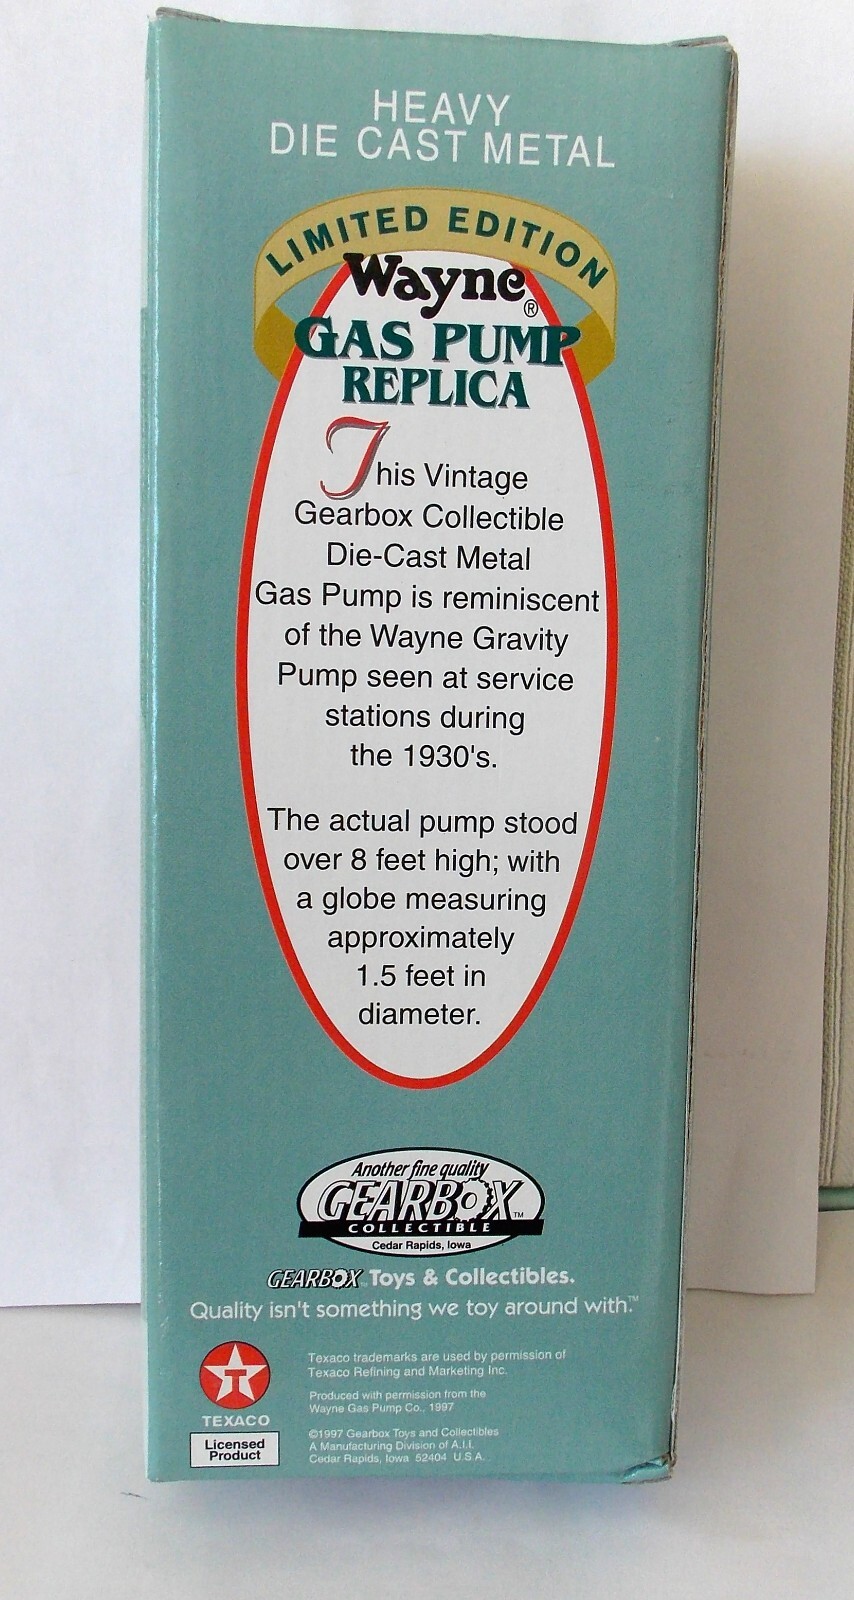 HEAVY
DIE CAST METAL
LIMITED EDITION
Wayne®
GAS PUMP
REPLICA
This Vintage
Gearbox Collectible
Die-Cast Metal
Gas Pump is reminiscent
of the Wayne Gravity
Pump seen at service
stations during
the 1930's.
The actual pump stood
over 8 feet high; with
a globe measuring
approximately
1.5 feet in
diameter.
Another fine quality
GEARBOX™
COLLECTIBLE
Cedar Rapids, Iowa
GEARBOX Toys & Collectibles.
Quality isn't something we toy around with.™
T
TEXACO
Licensed
Product
Texaco trademarks are used by permission of
Texaco Refining and Marketing Inc.
Produced with permission from the
Wayne Gas Pump Co., 1997
©1997 Gearbox Toys and Collectibles
A Manufacturing Division of A.I.I.
Cedar Rapids, Iowa 52404 U.S.A.